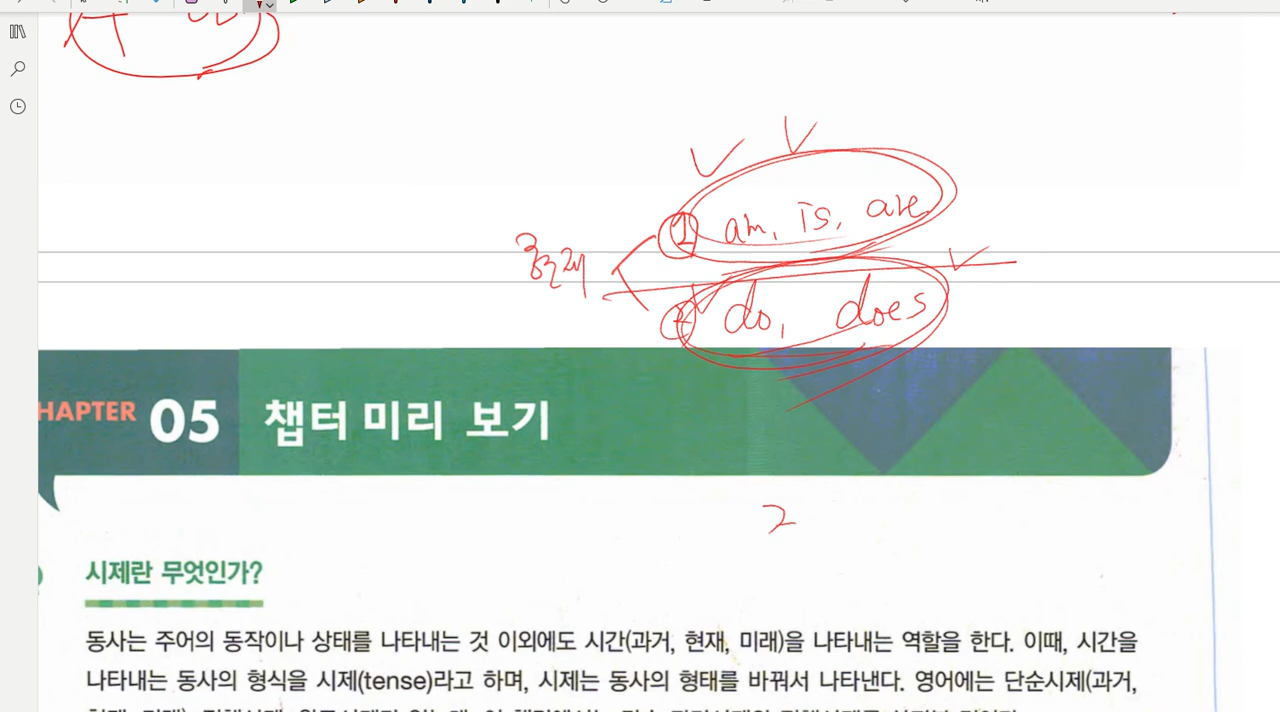 ① am, is, are
② do, does
CHAPTER 05 챕터 미리 보기
2
시제란 무엇인가?
동사는 주어의 동작이나 상태를 나타내는 것 이외에도 시간(과거, 현재, 미래)을 나타내는 역할을 한다. 이때, 시간을
나타내는 동사의 형식을 시제(tense)라고 하며, 시제는 동사의 형태를 바꿔서 나타낸다. 영어에는 단순시제(과거,